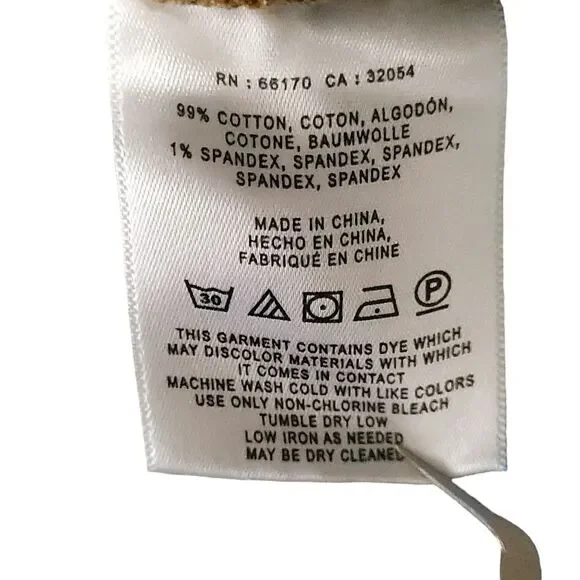 RN : 66170 CA : 32054
99% COTTON, COTON, ALGODÓN,
COTONE, BAUMWOLLE
1% SPANDEX, SPANDEX, SPANDEX,
SPANDEX, SPANDEX
MADE IN CHINA,
HECHO EN CHINA,
FABRIQUÉ EN CHINE
30 P
THIS GARMENT CONTAINS DYE WHICH
MAY DISCOLOR MATERIALS WITH WHICH
IT COMES IN CONTACT
MACHINE WASH COLD WITH LIKE COLORS
USE ONLY NON-CHLORINE BLEACH
TUMBLE DRY LOW
LOW IRON AS NEEDED
MAY BE DRY CLEANED